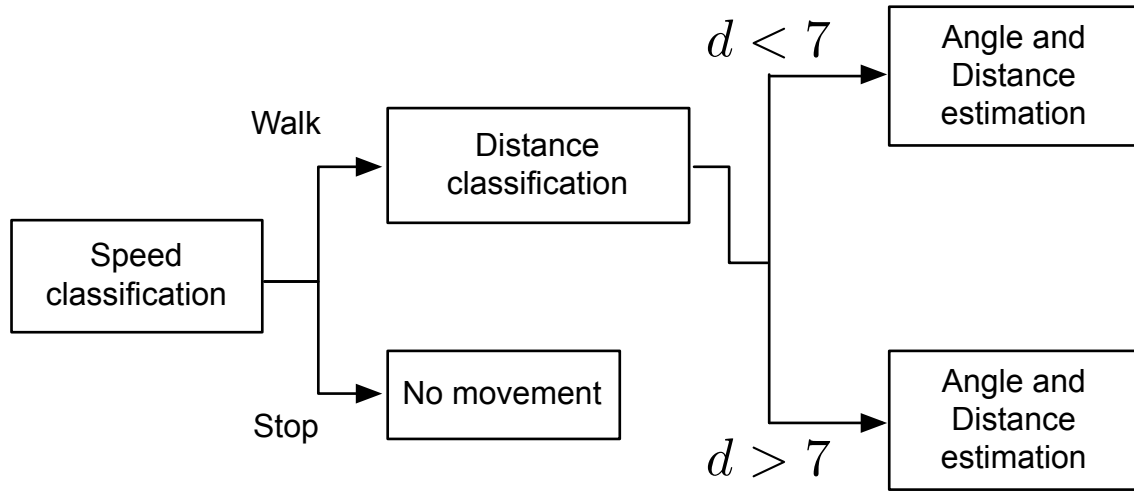 d < 7
Angle and
Distance
estimation
Walk
Distance
classification
Speed
classification
No movement
Stop
Angle and
Distance
estimation
d > 7